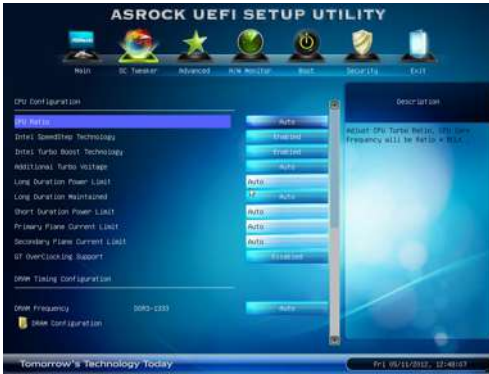 ASROCK UEFI SETUP UTILITY
Main OC Tweaker Advanced H/W Monitor Boot Security Exit
CPU Configuration
Description
CPU Ratio Auto
Adjust CPU Turbo Ratio, CPU Core
frequency will be Ratio * BCLK.
Intel SpeedStep Technology Enabled
Intel Turbo Boost Technology Enabled
Additional Turbo Voltage Auto
Long Duration Power Limit Auto
Long Duration Maintained Auto
Short Duration Power Limit Auto
Primary Plane Current Limit Auto
Secondary Plane Current Limit Auto
GT OverClocking Support Disabled
DRAM Timing Configuration
DRAM Frequency DDR3-1333 Auto
DRAM Configuration
Tomorrow's Technology Today
Fri 05/11/2012, 12:48:07